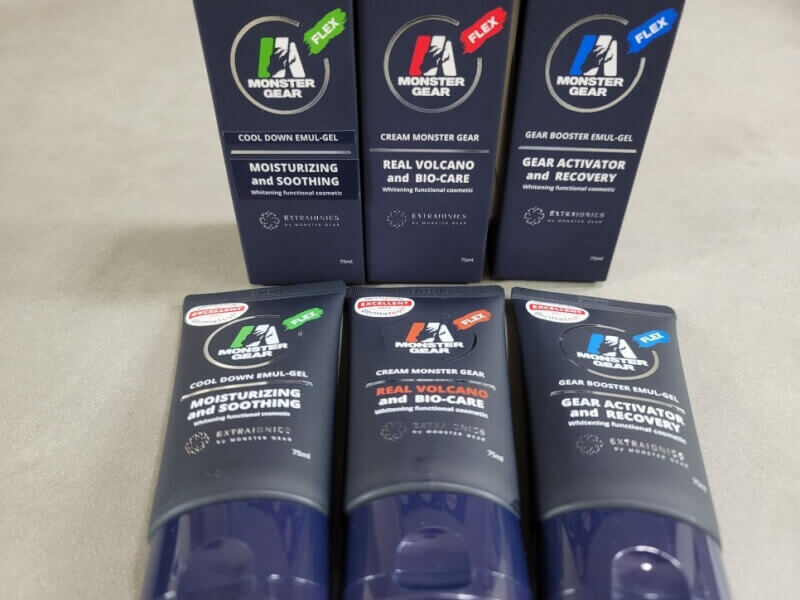 FLEX
MONSTER
GEAR
COOL DOWN EMUL-GEL
MOISTURIZING
and SOOTHING
Whitening functional cosmetic
EXTRAIONICS
by MONSTER GEAR
75ml
FLEX
MONSTER
GEAR
CREAM MONSTER GEAR
REAL VOLCANO
and BIO-CARE
Whitening functional cosmetic
EXTRAIONICS
by MONSTER GEAR
75ml
FLEX
MONSTER
GEAR
GEAR BOOSTER EMUL-GEL
GEAR ACTIVATOR
and RECOVERY
Whitening functional cosmetic
EXTRAIONICS
by MONSTER GEAR
75ml
EXCELLENT
FLEX
MONSTER
GEAR
COOL DOWN EMUL-GEL
MOISTURIZING
and SOOTHING
Whitening functional cosmetic
EXTRAIONICS
by MONSTER GEAR
75ml
EXCELLENT
FLEX
MONSTER
GEAR
CREAM MONSTER GEAR
REAL VOLCANO
and BIO-CARE
Whitening functional cosmetic
EXTRAIONICS
by MONSTER GEAR
75ml
EXCELLENT
FLEX
MONSTER
GEAR
GEAR BOOSTER EMUL-GEL
GEAR ACTIVATOR
and RECOVERY
Whitening functional cosmetic
EXTRAIONICS
by MONSTER GEAR
75ml